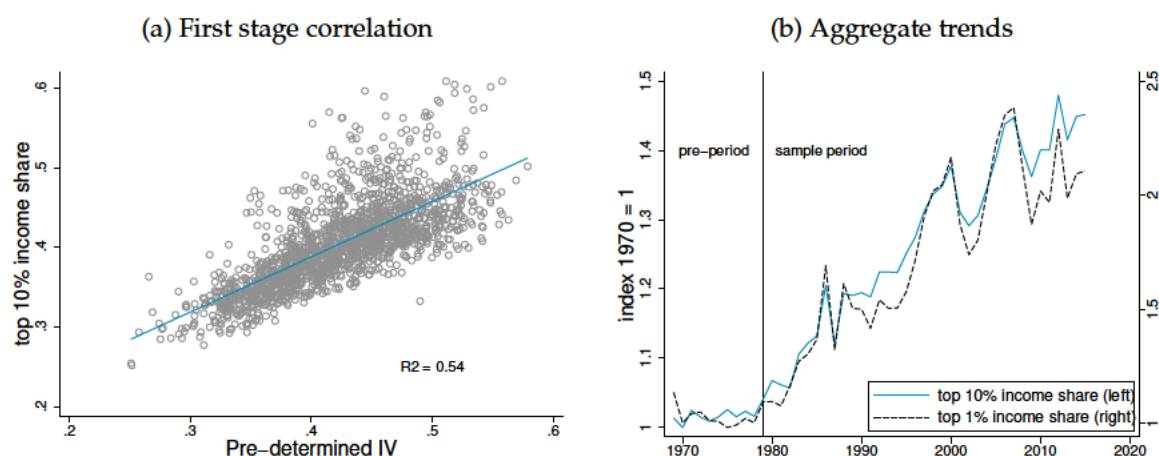 (a) First stage correlation
top 10% income share
.6
.5
.4
.3
.2
R2 = 0.54
.2
.3
.4
.5
.6
Pre-determined IV
(b) Aggregate trends
index 1970 = 1
1.5
1.4
1.3
1.2
1.1
1
pre-period
sample period
2.5
2
1.5
1
top 10% income share (left)
top 1% income share (right)
1970
1980
1990
2000
2010
2020